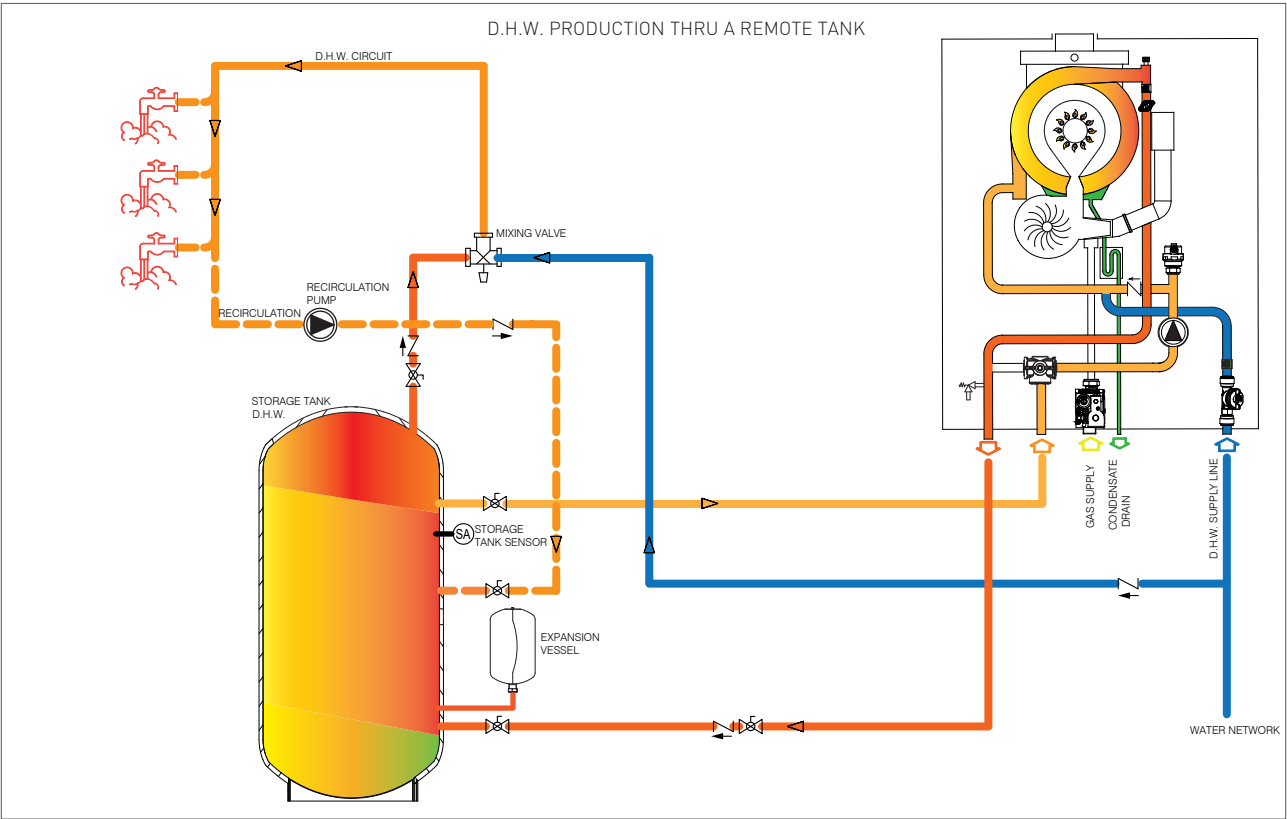 D.H.W. PRODUCTION THRU A REMOTE TANK
D.H.W. CIRCUIT
MIXING VALVE
RECIRCULATION
PUMP
RECIRCULATION
STORAGE TANK
D.H.W.
SA
STORAGE
TANK SENSOR
EXPANSION
VESSEL
GAS SUPPLY
CONDENSATE
DRAIN
D.H.W. SUPPLY LINE
WATER NETWORK